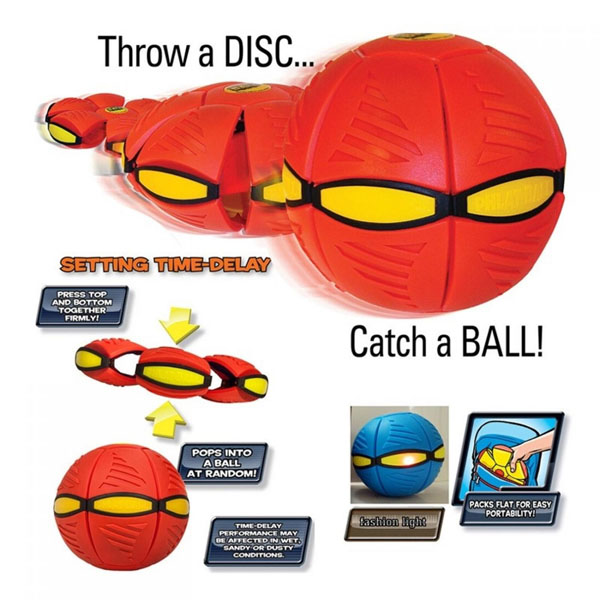 Throw a DISC...
SETTING TIME-DELAY
PRESS TOP
AND BOTTOM
TOGETHER
FIRMLY!
Catch a BALL!
POPS INTO
A BALL
AT RANDOM!
TIME-DELAY
PERFORMANCE MAY
BE AFFECTED IN WET,
SANDY OR DUSTY
CONDITIONS.
fashion light
PACKS FLAT FOR EASY
PORTABILITY!